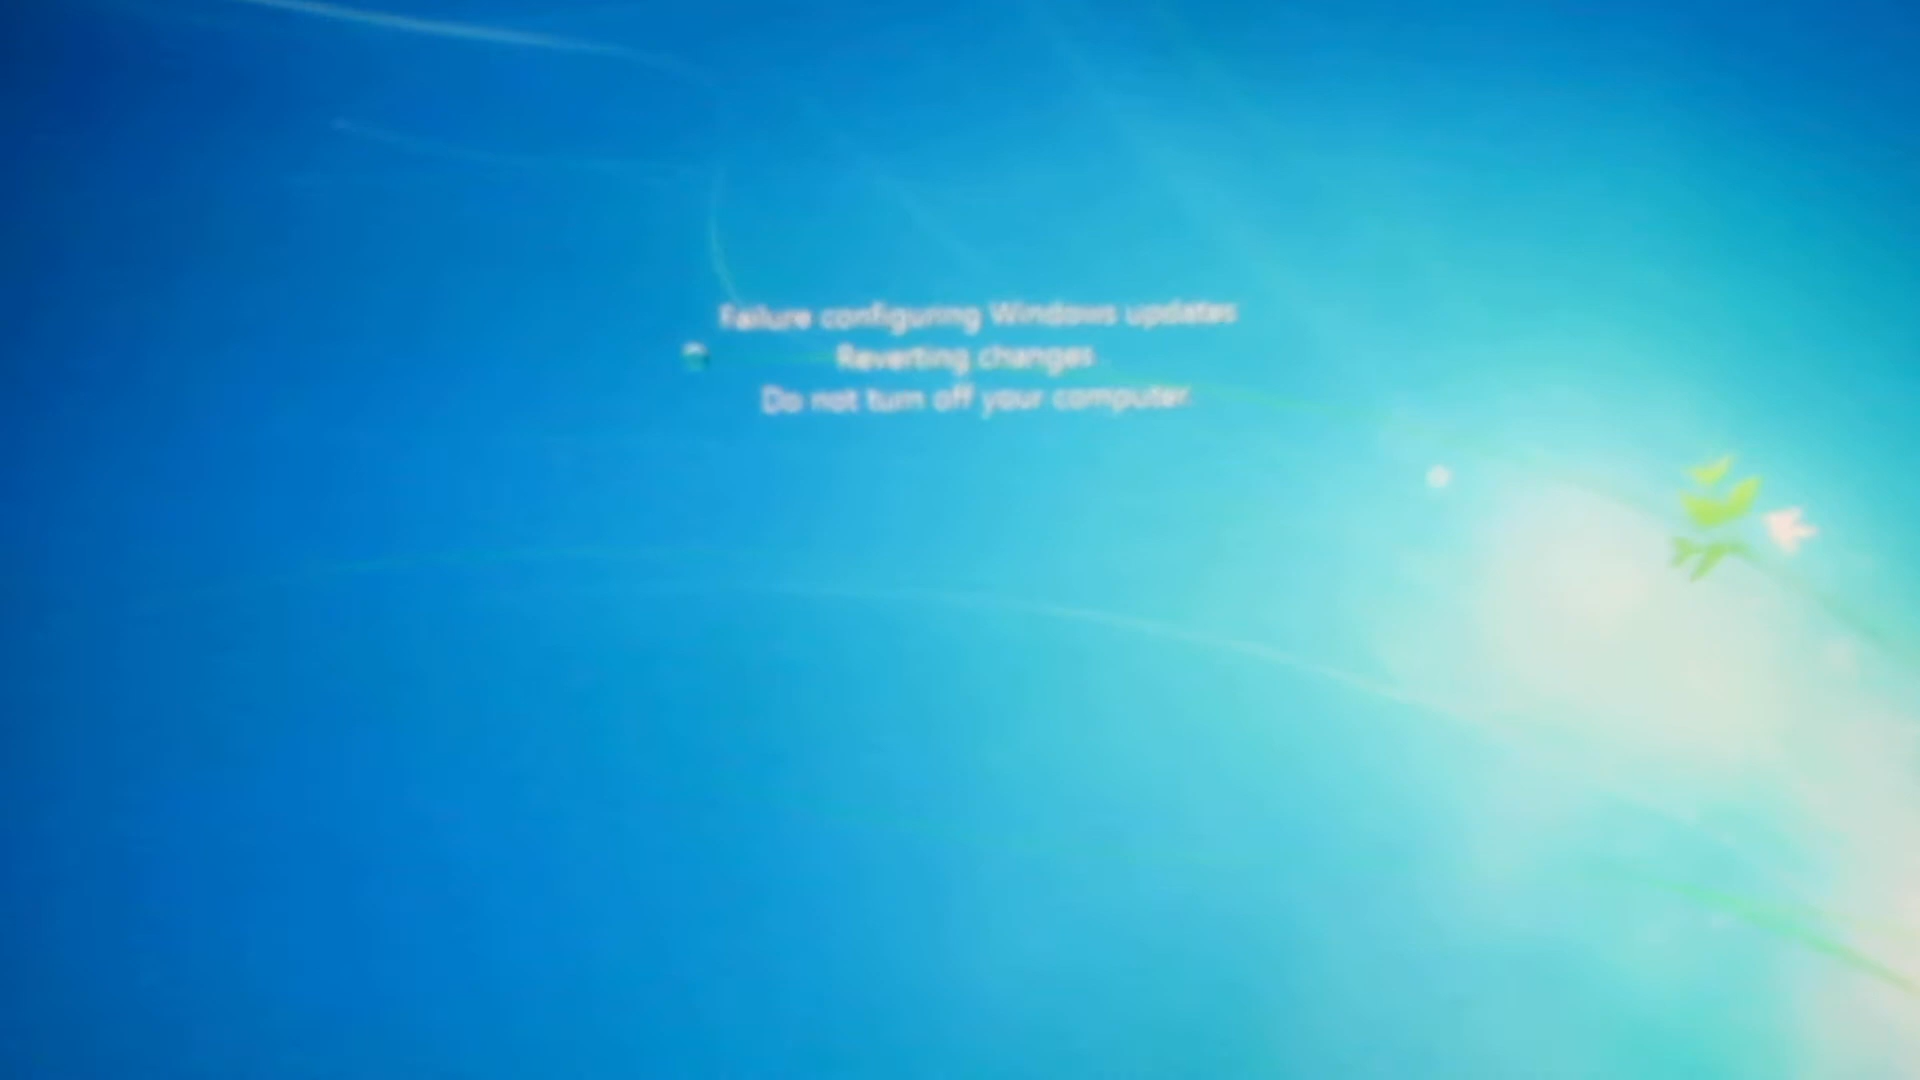 Failure configuring Windows updates
Reverting changes
Do not turn off your computer.